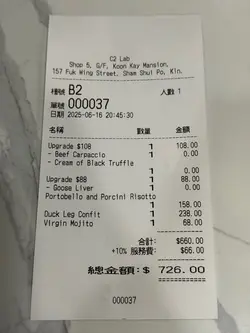 C2 Lab
Shop 5, G/F, Koon Kay Mansion,
157 Fuk Wing Street, Sham Shui Po, Kln.
檯號 B2 人數 1
單號 000037
日期 2025-06-16 20:45:30
名稱 數量 金額
Upgrade $108 1 108.00
- Beef Carpaccio 1 0.00
- Cream of Black Truffle 1 0.00
Upgrade $88 1 88.00
- Goose Liver 1 0.00
Portobello and Porcini Risotto
1 158.00
Duck Leg Confit 1 238.00
Virgin Mojito 1 68.00
合計: $660.00
+10% 服務費: $66.00
總金額: $ 726.00
000037